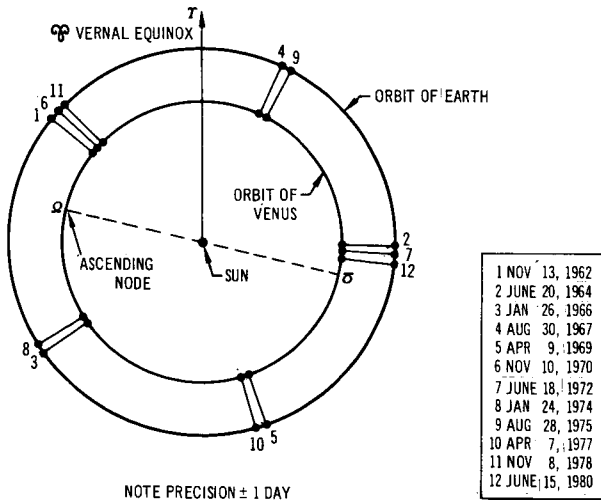 ♈ VERNAL EQUINOX
ϒ
4 9
11
6
1
ORBIT OF EARTH
ORBIT OF
VENUS
Ω
ASCENDING
NODE
SUN
2
7
12
℧
8
3
10 5
1 NOV 13, 1962
2 JUNE 20, 1964
3 JAN 26, 1966
4 AUG 30, 1967
5 APR 9, 1969
6 NOV 10, 1970
7 JUNE 18, 1972
8 JAN 24, 1974
9 AUG 28, 1975
10 APR 7, 1977
11 NOV 8, 1978
12 JUNE 15, 1980
NOTE PRECISION ± 1 DAY